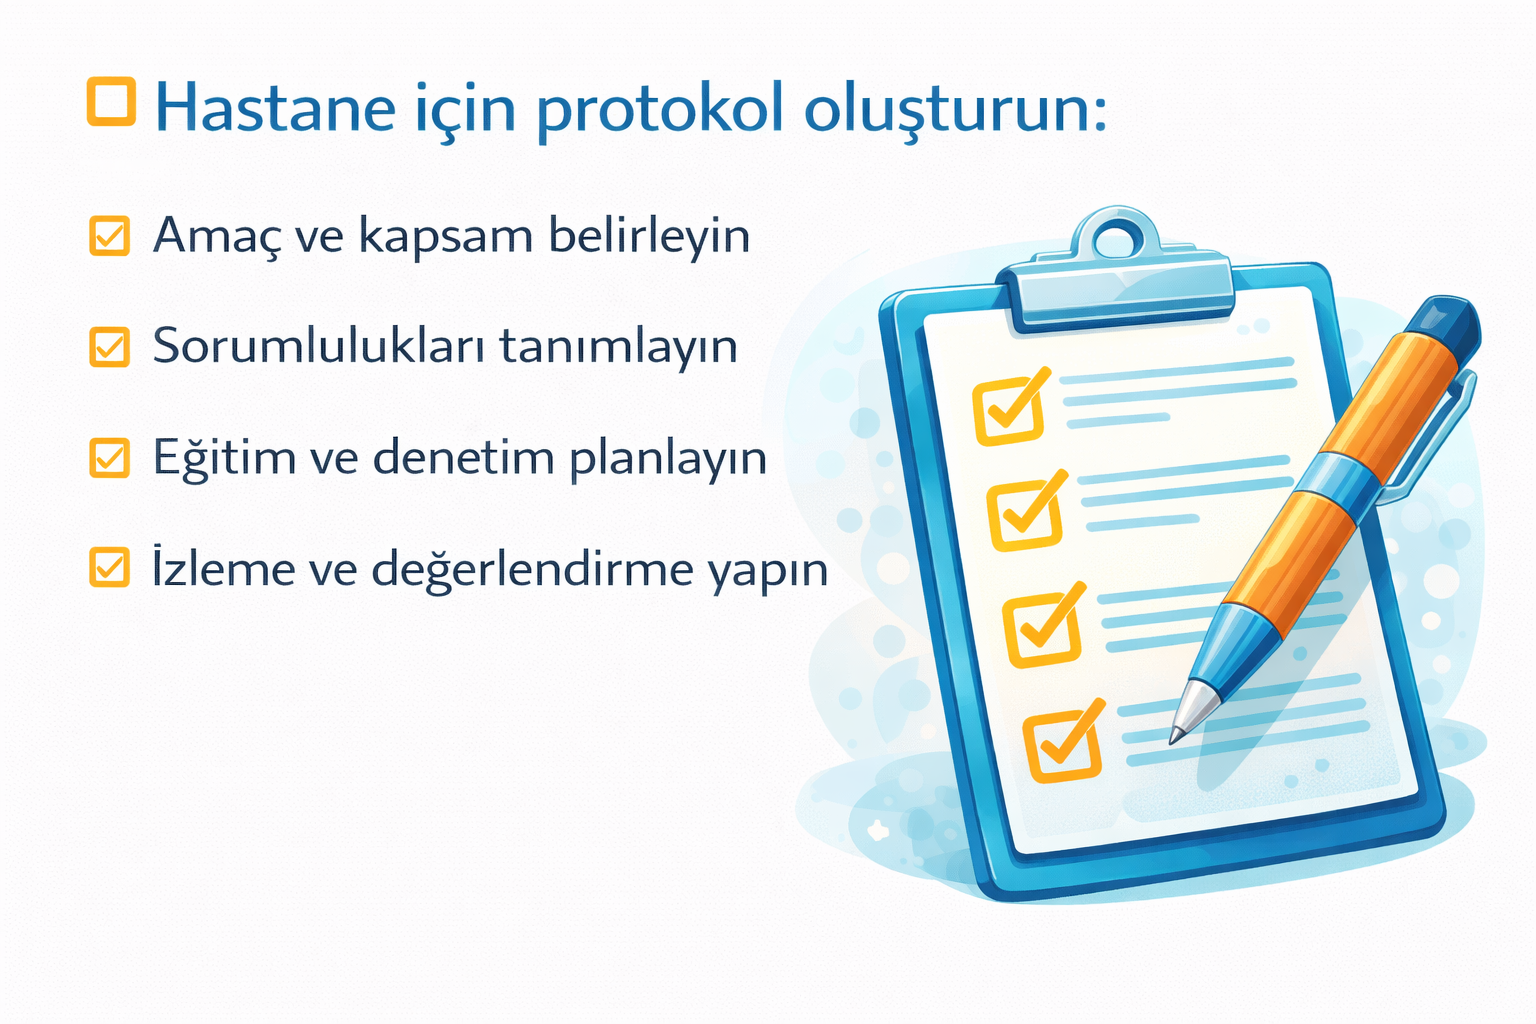 Hastane için protokol oluşturun:
Amaç ve kapsam belirleyin
Sorumlulukları tanımlayın
Eğitim ve denetim planlayın
İzleme ve değerlendirme yapın